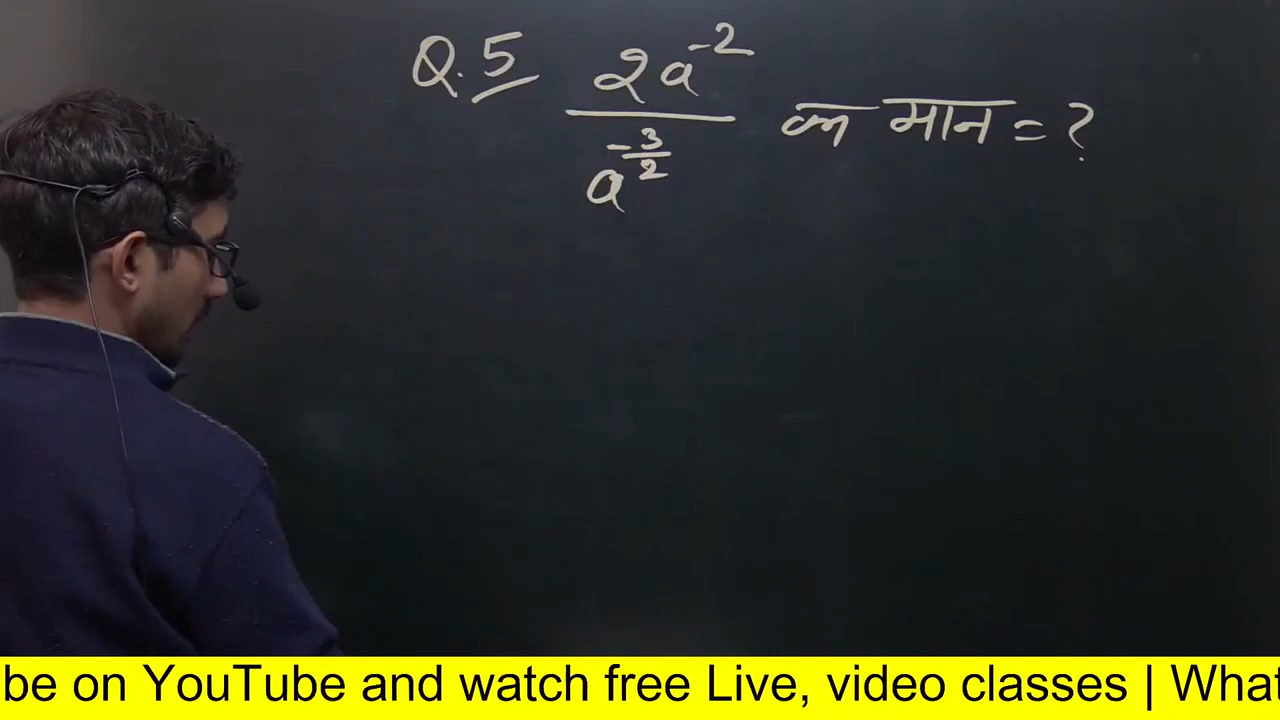 Q.5 2a^-2 / a^-3/2 का मान = ?
be on YouTube and watch free Live, video classes | What